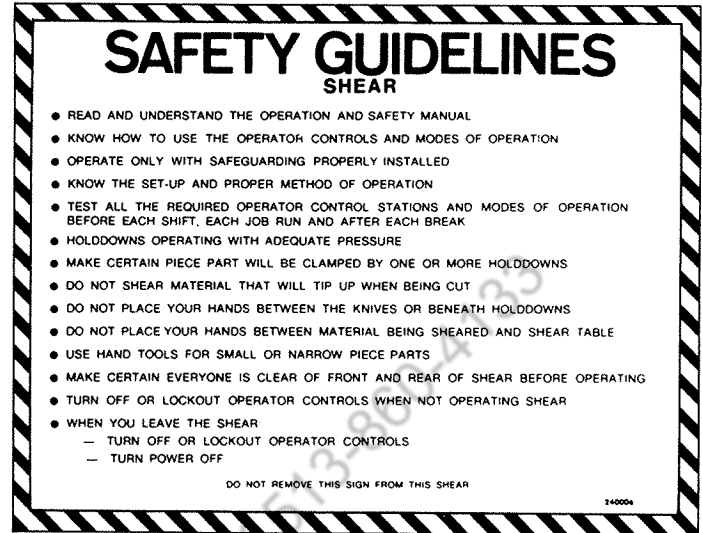 SAFETY GUIDELINES
SHEAR
● READ AND UNDERSTAND THE OPERATION AND SAFETY MANUAL
● KNOW HOW TO USE THE OPERATOR CONTROLS AND MODES OF OPERATION
● OPERATE ONLY WITH SAFEGUARDING PROPERLY INSTALLED
● KNOW THE SET-UP AND PROPER METHOD OF OPERATION
● TEST ALL THE REQUIRED OPERATOR CONTROL STATIONS AND MODES OF OPERATION
BEFORE EACH SHIFT, EACH JOB RUN AND AFTER EACH BREAK
● HOLDDOWNS OPERATING WITH ADEQUATE PRESSURE
● MAKE CERTAIN PIECE PART WILL BE CLAMPED BY ONE OR MORE HOLDDOWNS
● DO NOT SHEAR MATERIAL THAT WILL TIP UP WHEN BEING CUT
● DO NOT PLACE YOUR HANDS BETWEEN THE KNIVES OR BENEATH HOLDDOWNS
● DO NOT PLACE YOUR HANDS BETWEEN MATERIAL BEING SHEARED AND SHEAR TABLE
● USE HAND TOOLS FOR SMALL OR NARROW PIECE PARTS
● MAKE CERTAIN EVERYONE IS CLEAR OF FRONT AND REAR OF SHEAR BEFORE OPERATING
● TURN OFF OR LOCKOUT OPERATOR CONTROLS WHEN NOT OPERATING SHEAR
● WHEN YOU LEAVE THE SHEAR
— TURN OFF OR LOCKOUT OPERATOR CONTROLS
— TURN POWER OFF
DO NOT REMOVE THIS SIGN FROM THIS SHEAR
240006
513-860-4133